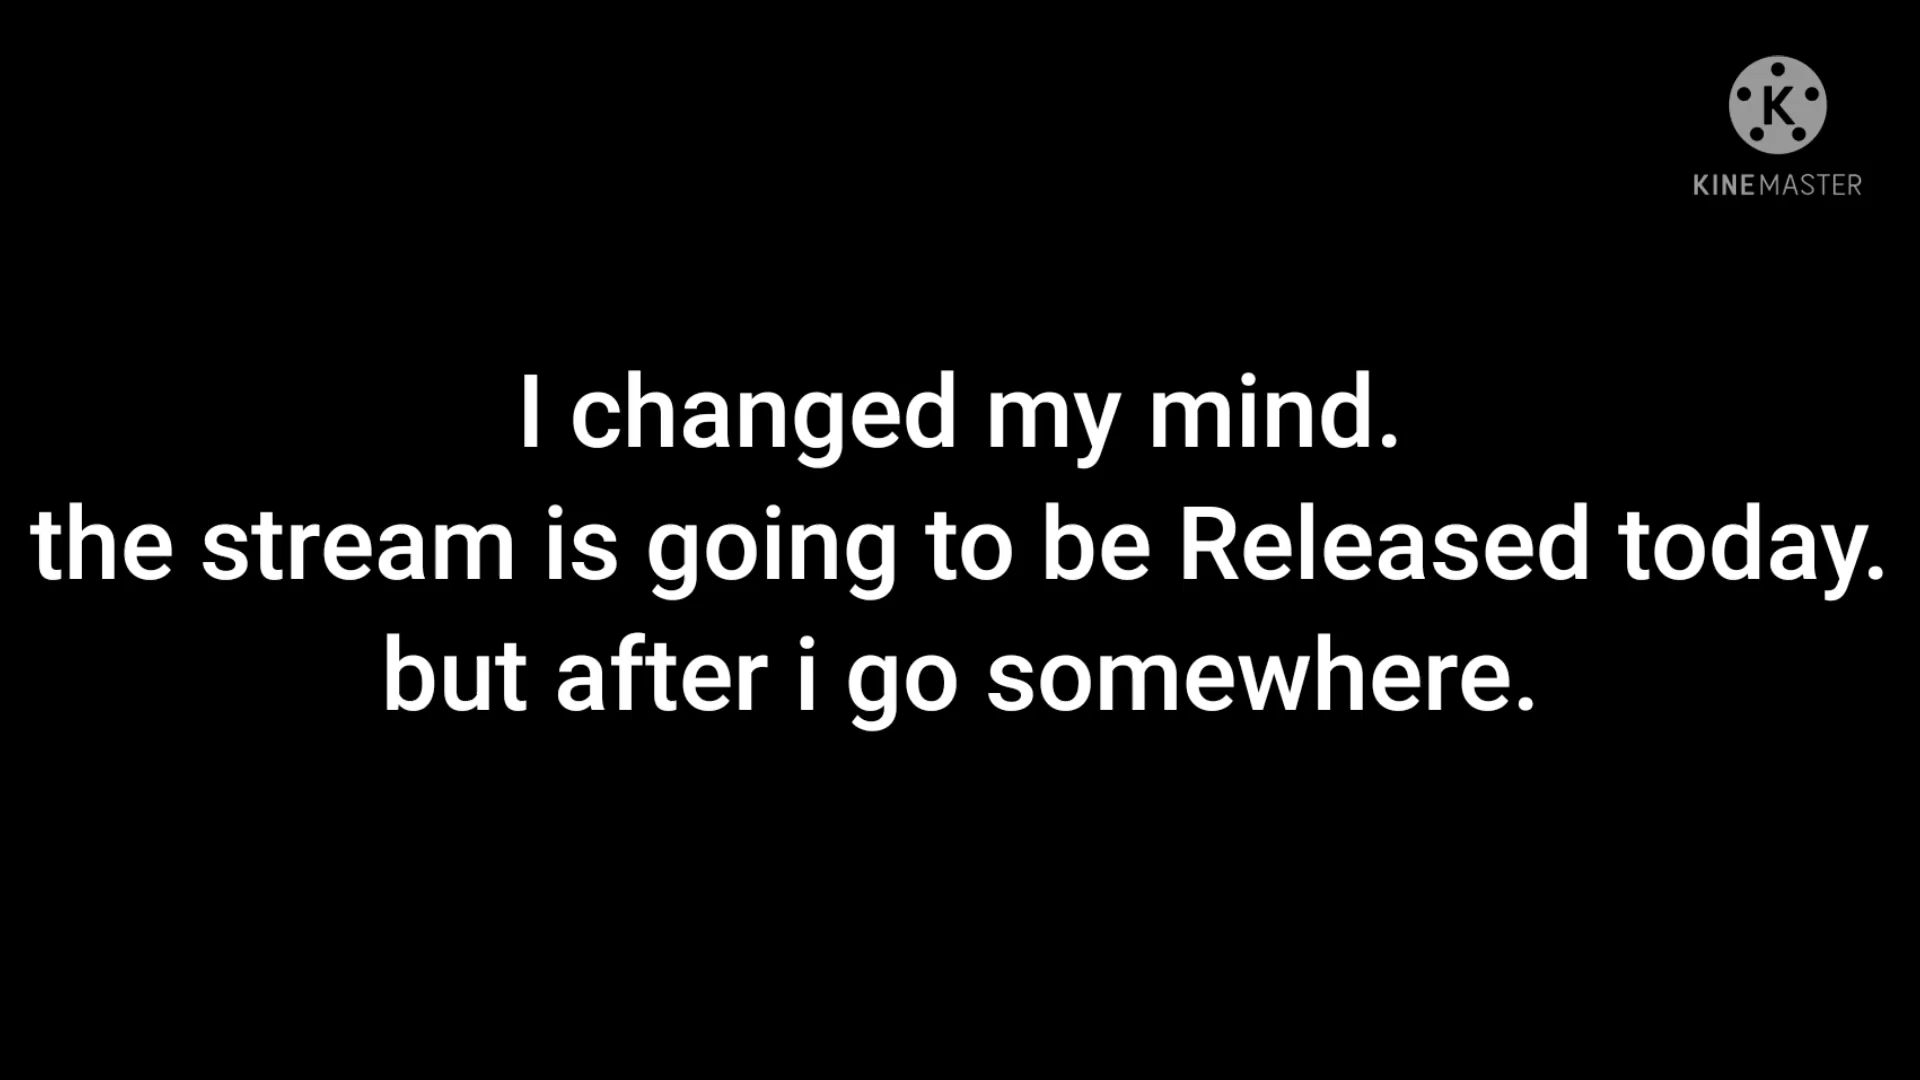 K
KINEMASTER
I changed my mind.
the stream is going to be Released today.
but after i go somewhere.